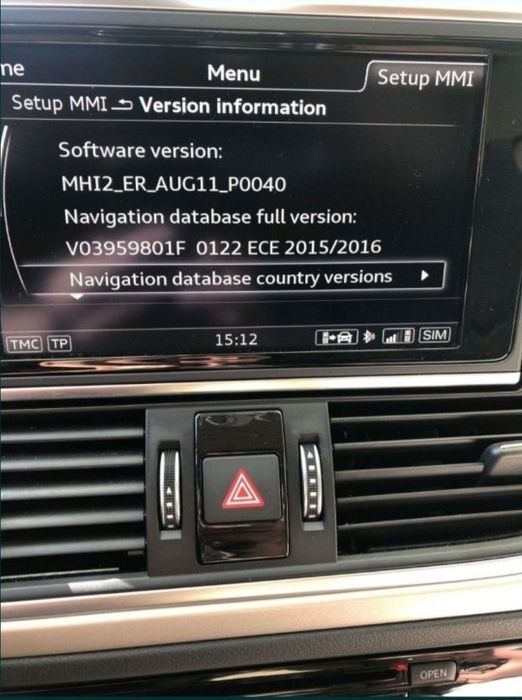 ne Menu Setup MMI
Setup MMI Version information
Software version:
MHI2_ER_AUG11_P0040
Navigation database full version:
V03959801F 0122 ECE 2015/2016
Navigation database country versions
TMC TP 15:12 SIM
OPEN